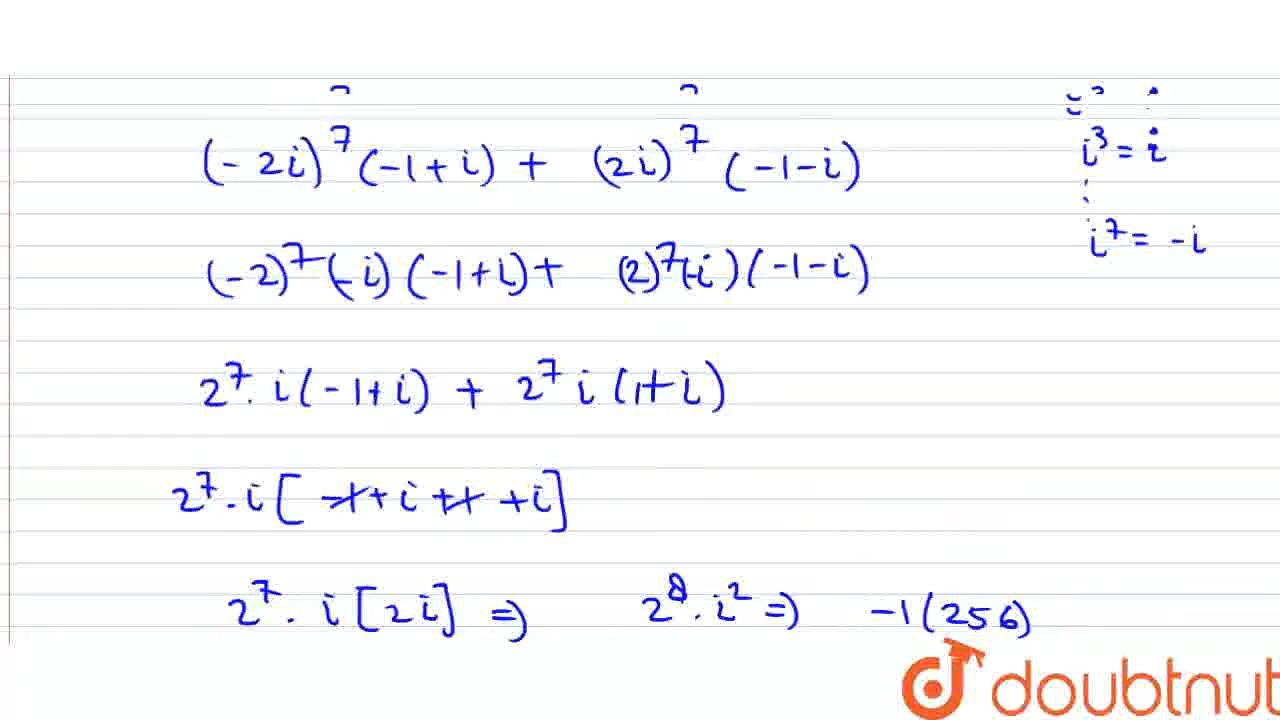 (-2i)^7 (-1+i) + (2i)^7 (-1-i)
i^3 = i
i^7 = -i
(-2)^7 (-i) (-1+i) + (2)^7 (-i) (-1-i)
2^7 . i (-1+i) + 2^7 i (1+i)
2^7 . i [-1+i+1+i]
2^7 . i [2i] => 2^8 . i^2 => -1(256)
doubtnut